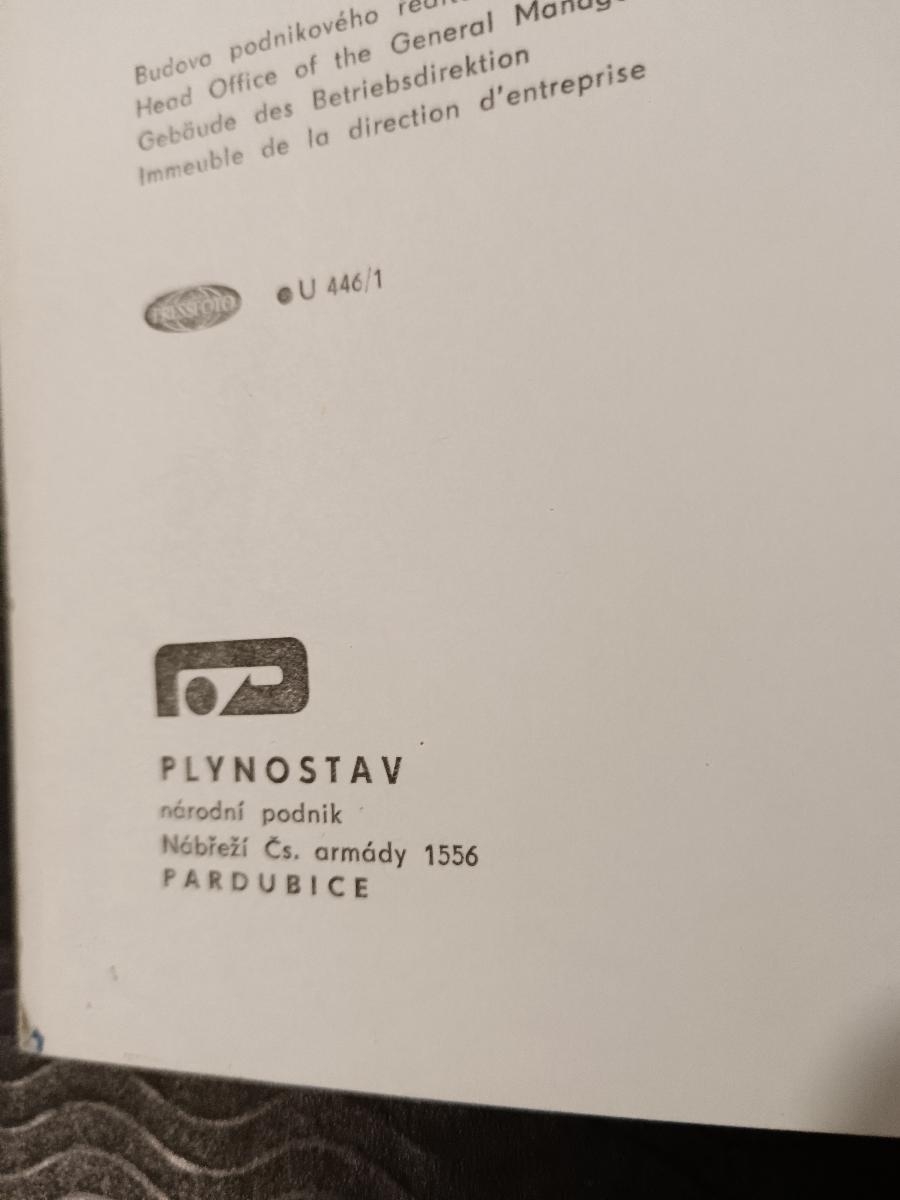 Budova podnikového
Head Office of the General
Gebäude des Betriebsdirektion
Immeuble de la direction d'entreprise
PRESSFOTO
U 446/1
PLYNOSTAV
národní podnik
Nábřeží Čs. armády 1556
PARDUBICE